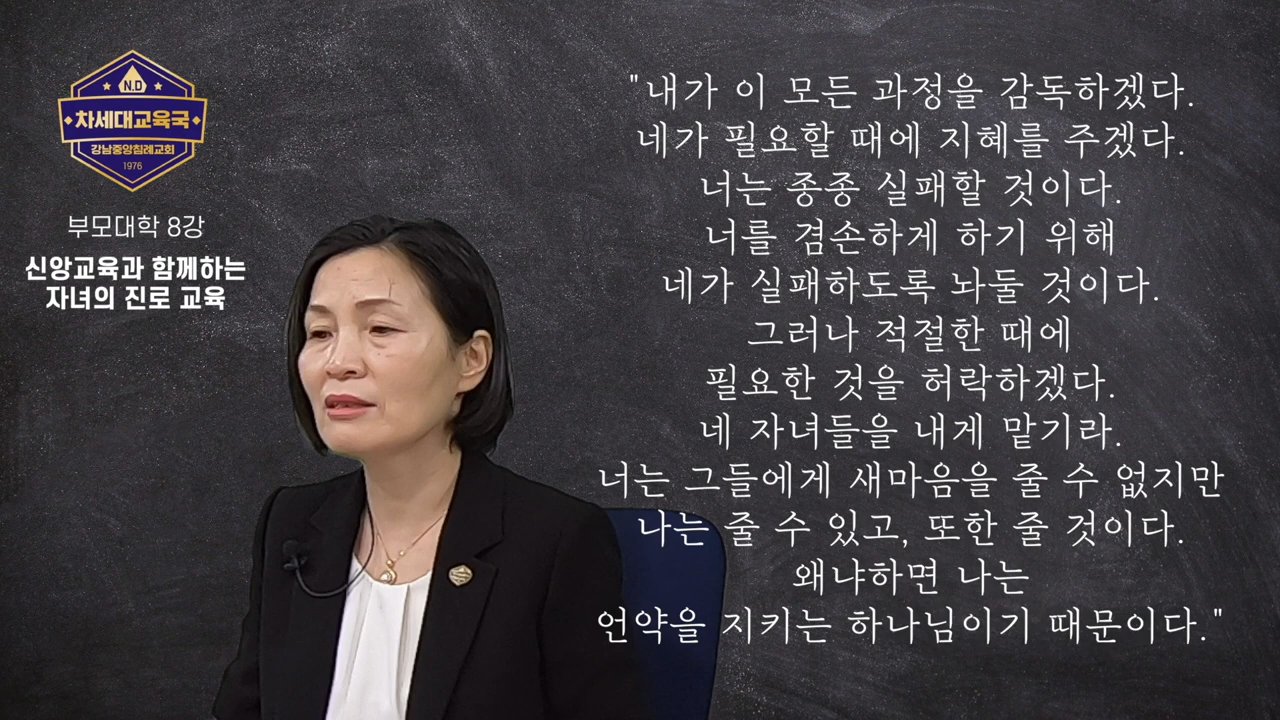 N.D
차세대교육국
강남중앙침례교회
1976
부모대학 8강
신앙교육과 함께하는
자녀의 진로 교육
"내가 이 모든 과정을 감독하겠다.
네가 필요할 때에 지혜를 주겠다.
너는 종종 실패할 것이다.
너를 겸손하게 하기 위해
네가 실패하도록 놔둘 것이다.
그러나 적절한 때에
필요한 것을 허락하겠다.
네 자녀들을 내게 맡기라.
너는 그들에게 새마음을 줄 수 없지만
나는 줄 수 있고, 또한 줄 것이다.
왜냐하면 나는
언약을 지키는 하나님이기 때문이다."